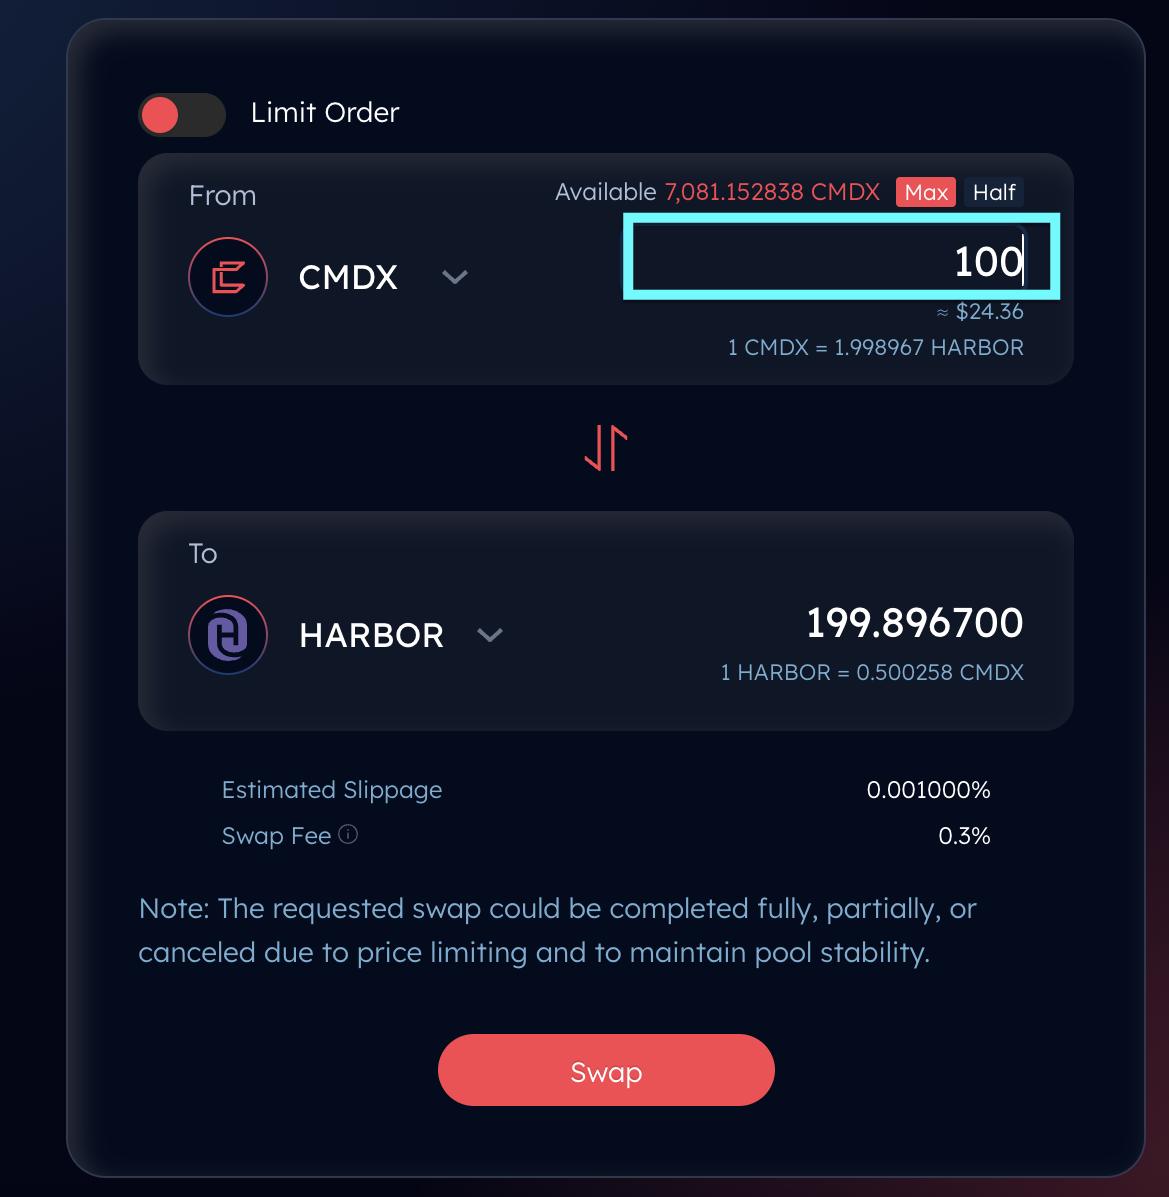 Limit Order
From
Available 7,081.152838 CMDX Max Half
CMDX
100
≈ $24.36
1 CMDX = 1.998967 HARBOR
To
HARBOR
199.896700
1 HARBOR = 0.500258 CMDX
Estimated Slippage 0.001000%
Swap Fee 0.3%
Note: The requested swap could be completed fully, partially, or
canceled due to price limiting and to maintain pool stability.
Swap